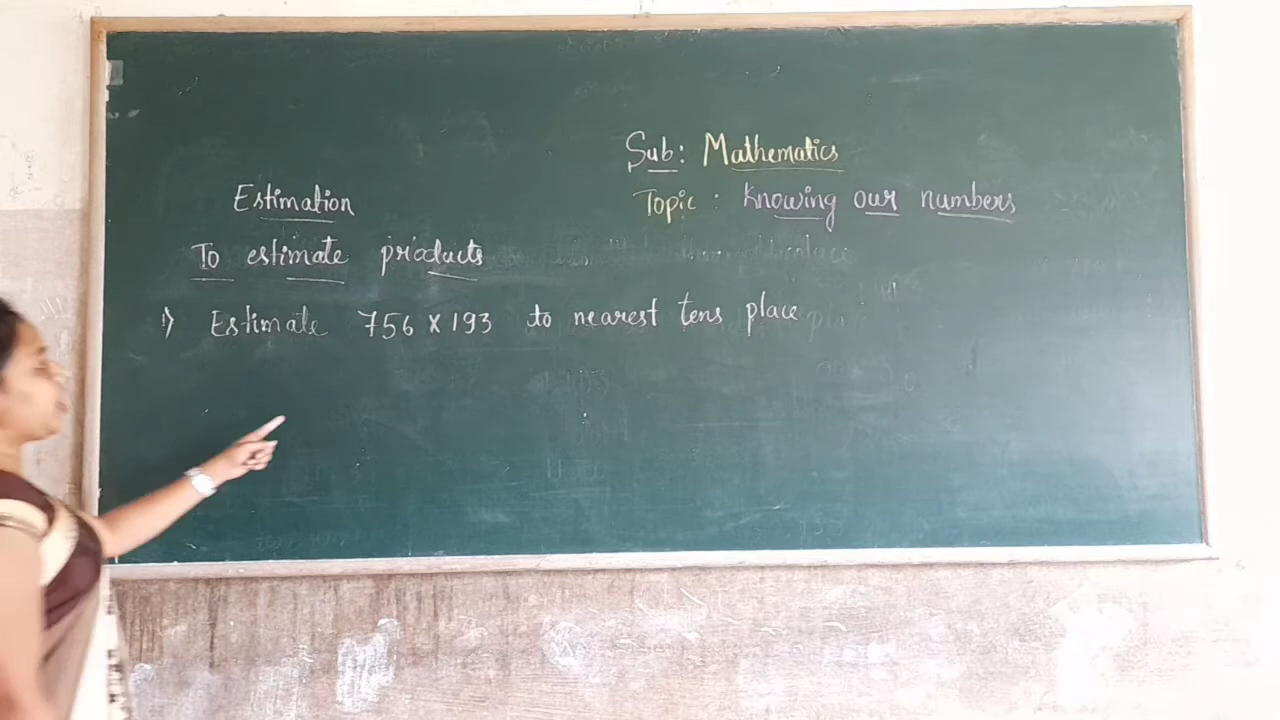 Sub: Mathematics
Topic: Knowing our numbers
Estimation
To estimate products
1) Estimate 756 × 193 to nearest tens place